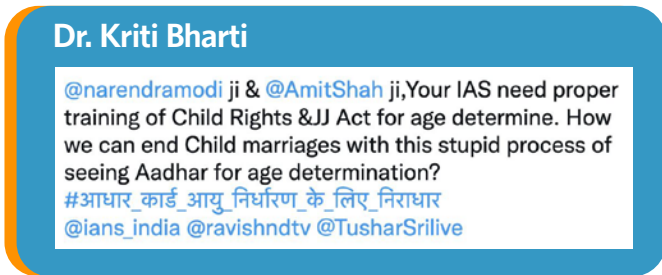 Dr. Kriti Bharti
@narendramodi ji & @AmitShah ji,Your IAS need proper
training of Child Rights &JJ Act for age determine. How
we can end Child marriages with this stupid process of
seeing Aadhar for age determination?
#आधार_कार्ड_आयु_निर्धारण_के_लिए_निराधार
@ians_india @ravishndtv @TusharSrilive